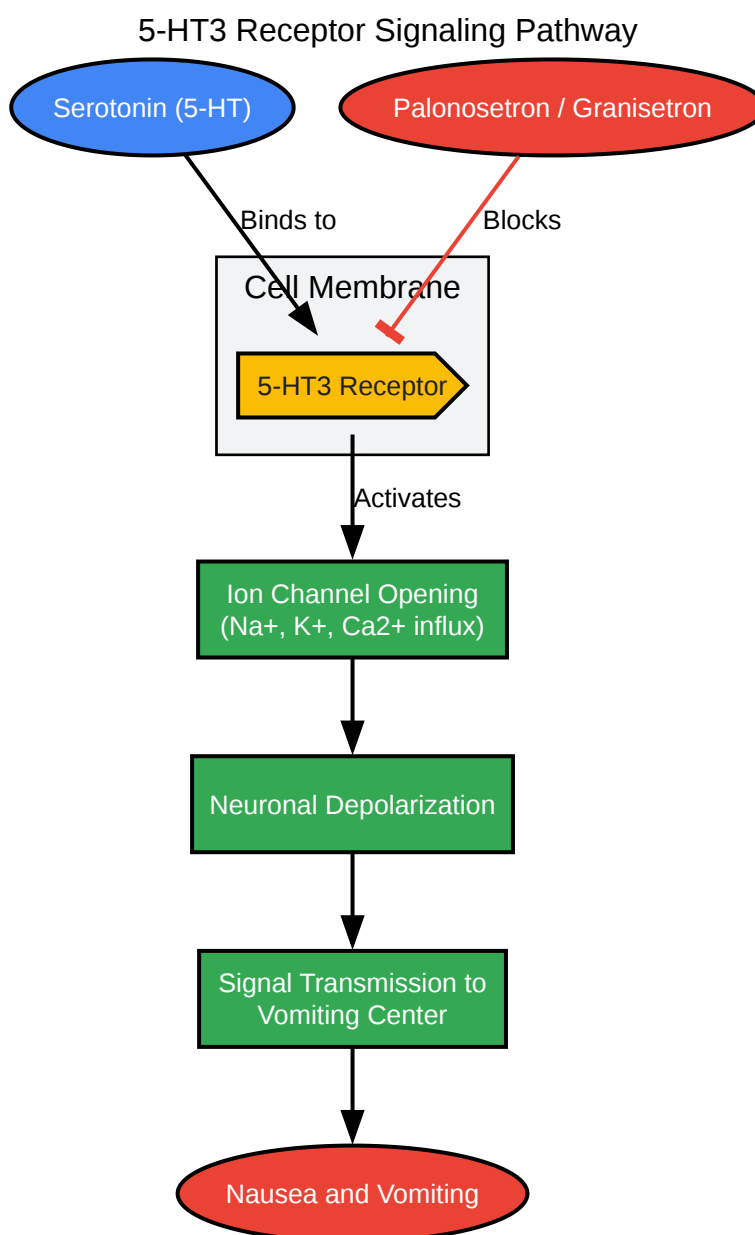 5-HT3 Receptor Signaling Pathway
Serotonin (5-HT)
Palonosetron / Granisetron
Binds to
Blocks
Cell Membrane
5-HT3 Receptor
Activates
Ion Channel Opening
(Na+, K+, Ca2+ influx)
Neuronal Depolarization
Signal Transmission to
Vomiting Center
Nausea and Vomiting